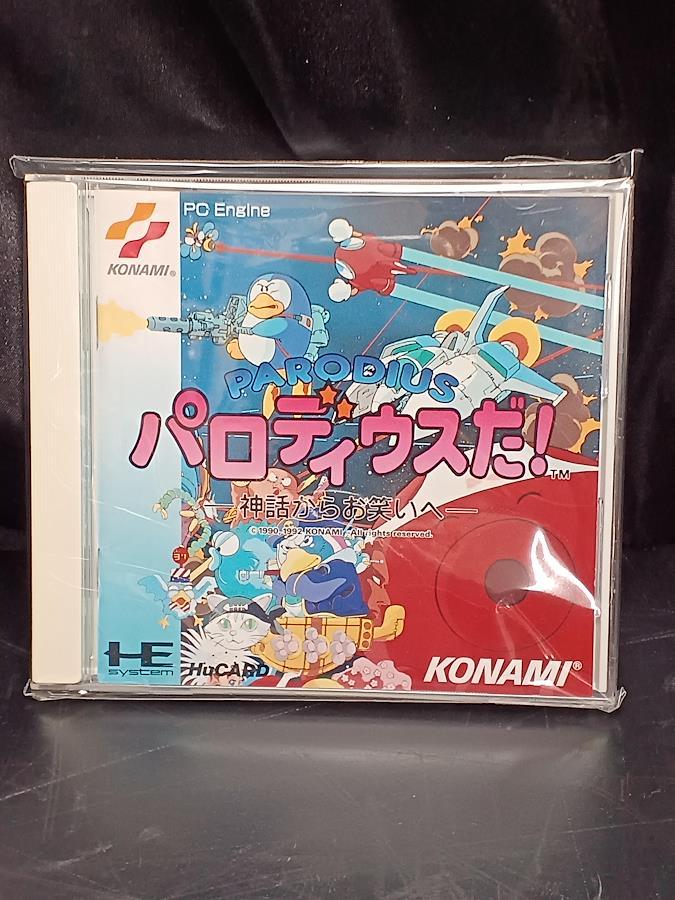 PC Engine
KONAMI®
PARODIUS
パロディウスだ!™
—神話からお笑いへ—
© 1990, 1992 KONAMI All rights reserved.
HE
system
HuCARD
KONAMI®